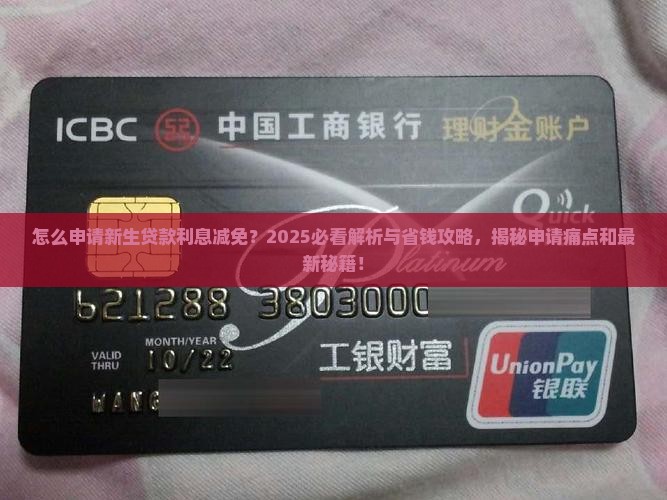 ICBC 中国工商银行 理财金账户
Quick
怎么申请新生贷款利息减免？2025必看解析与省钱攻略，揭秘申请痛点和最
新秘籍！
Platinum
621288 3803000
MONTH/YEAR
VALID
THRU 10/22
工银财富
UnionPay
银联
WANG